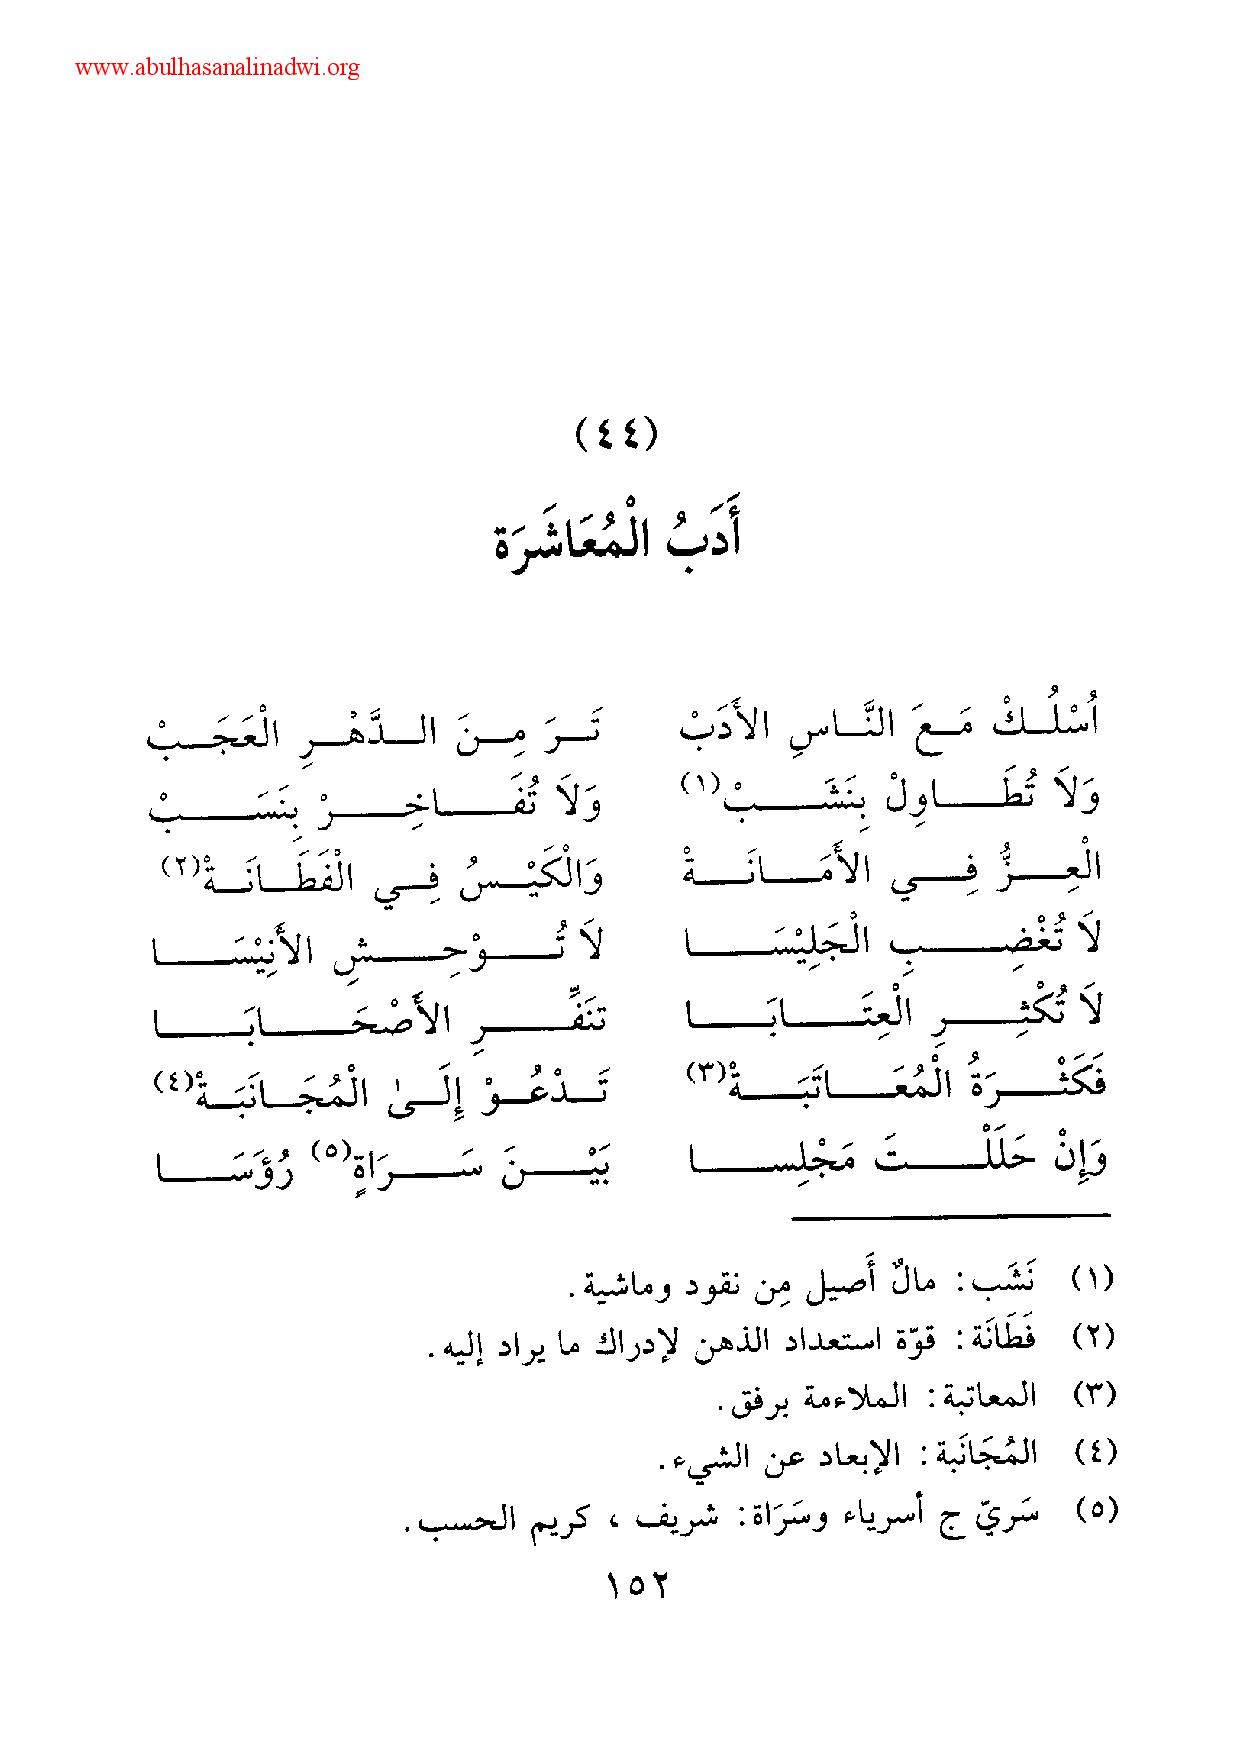 www.abulhasanalinadwi.org
(٤٤)
أَدَبُ الْمُعَاشَرَة
اُسْلُكْ مَعَ النَّاسِ الأَدَبْ تَرَ مِنَ الدَّهْرِ الْعَجَبْ
وَلاَ تُطَاوِلْ بِنَشَبْ(١) وَلاَ تُفَاخِرْ بِنَسَبْ
الْعِزُّ فِي الأَمَانَةْ وَالْكَيْسُ فِي الْفَطَانَةْ(٢)
لاَ تُغْضِبِ الْجَلِيْسَا لاَ تُوْحِشِ الأَنِيْسَا
لاَ تُكْثِرِ الْعِتَابَا تنَفِّرِ الأَصْحَابَا
فَكَثْرَةُ الْمُعَاتَبَةْ(٣) تَدْعُوْ إِلَىٰ الْمُجَانَبَةْ(٤)
وَإِنْ حَلَلْتَ مَجْلِسا بَيْنَ سَرَاةٍ(٥) رُؤَسَا
(١) نَشَب: مالٌ أَصيل مِن نقود وماشية.
(٢) فَطَانَة: قوّة استعداد الذهن لإدراك ما يراد إليه.
(٣) المعاتبة: الملاءمة برفق.
(٤) المُجَانَبة: الإبعاد عن الشيء.
(٥) سَريّ ج أسرياء وسَرَاة: شريف ، كريم الحسب.
١٥٢